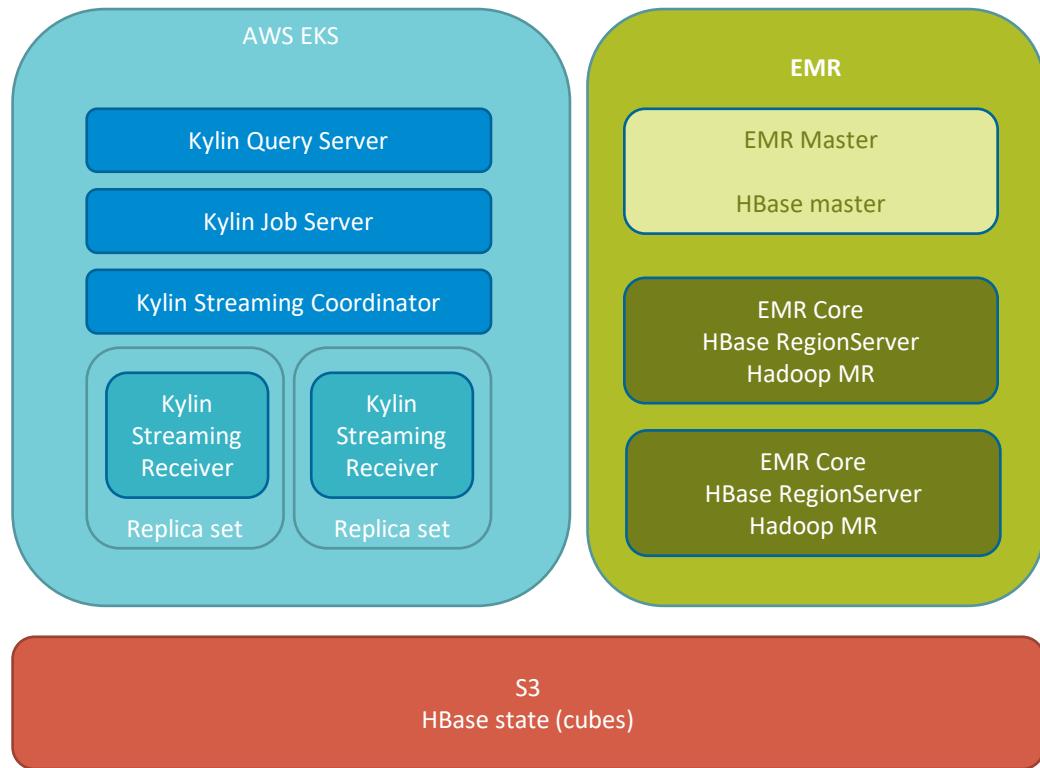 AWS EKS
Kylin Query Server
Kylin Job Server
Kylin Streaming Coordinator
Kylin
Streaming
Receiver
Replica set
Kylin
Streaming
Receiver
Replica set
EMR
EMR Master
HBase master
EMR Core
HBase RegionServer
Hadoop MR
EMR Core
HBase RegionServer
Hadoop MR
S3
HBase state (cubes)